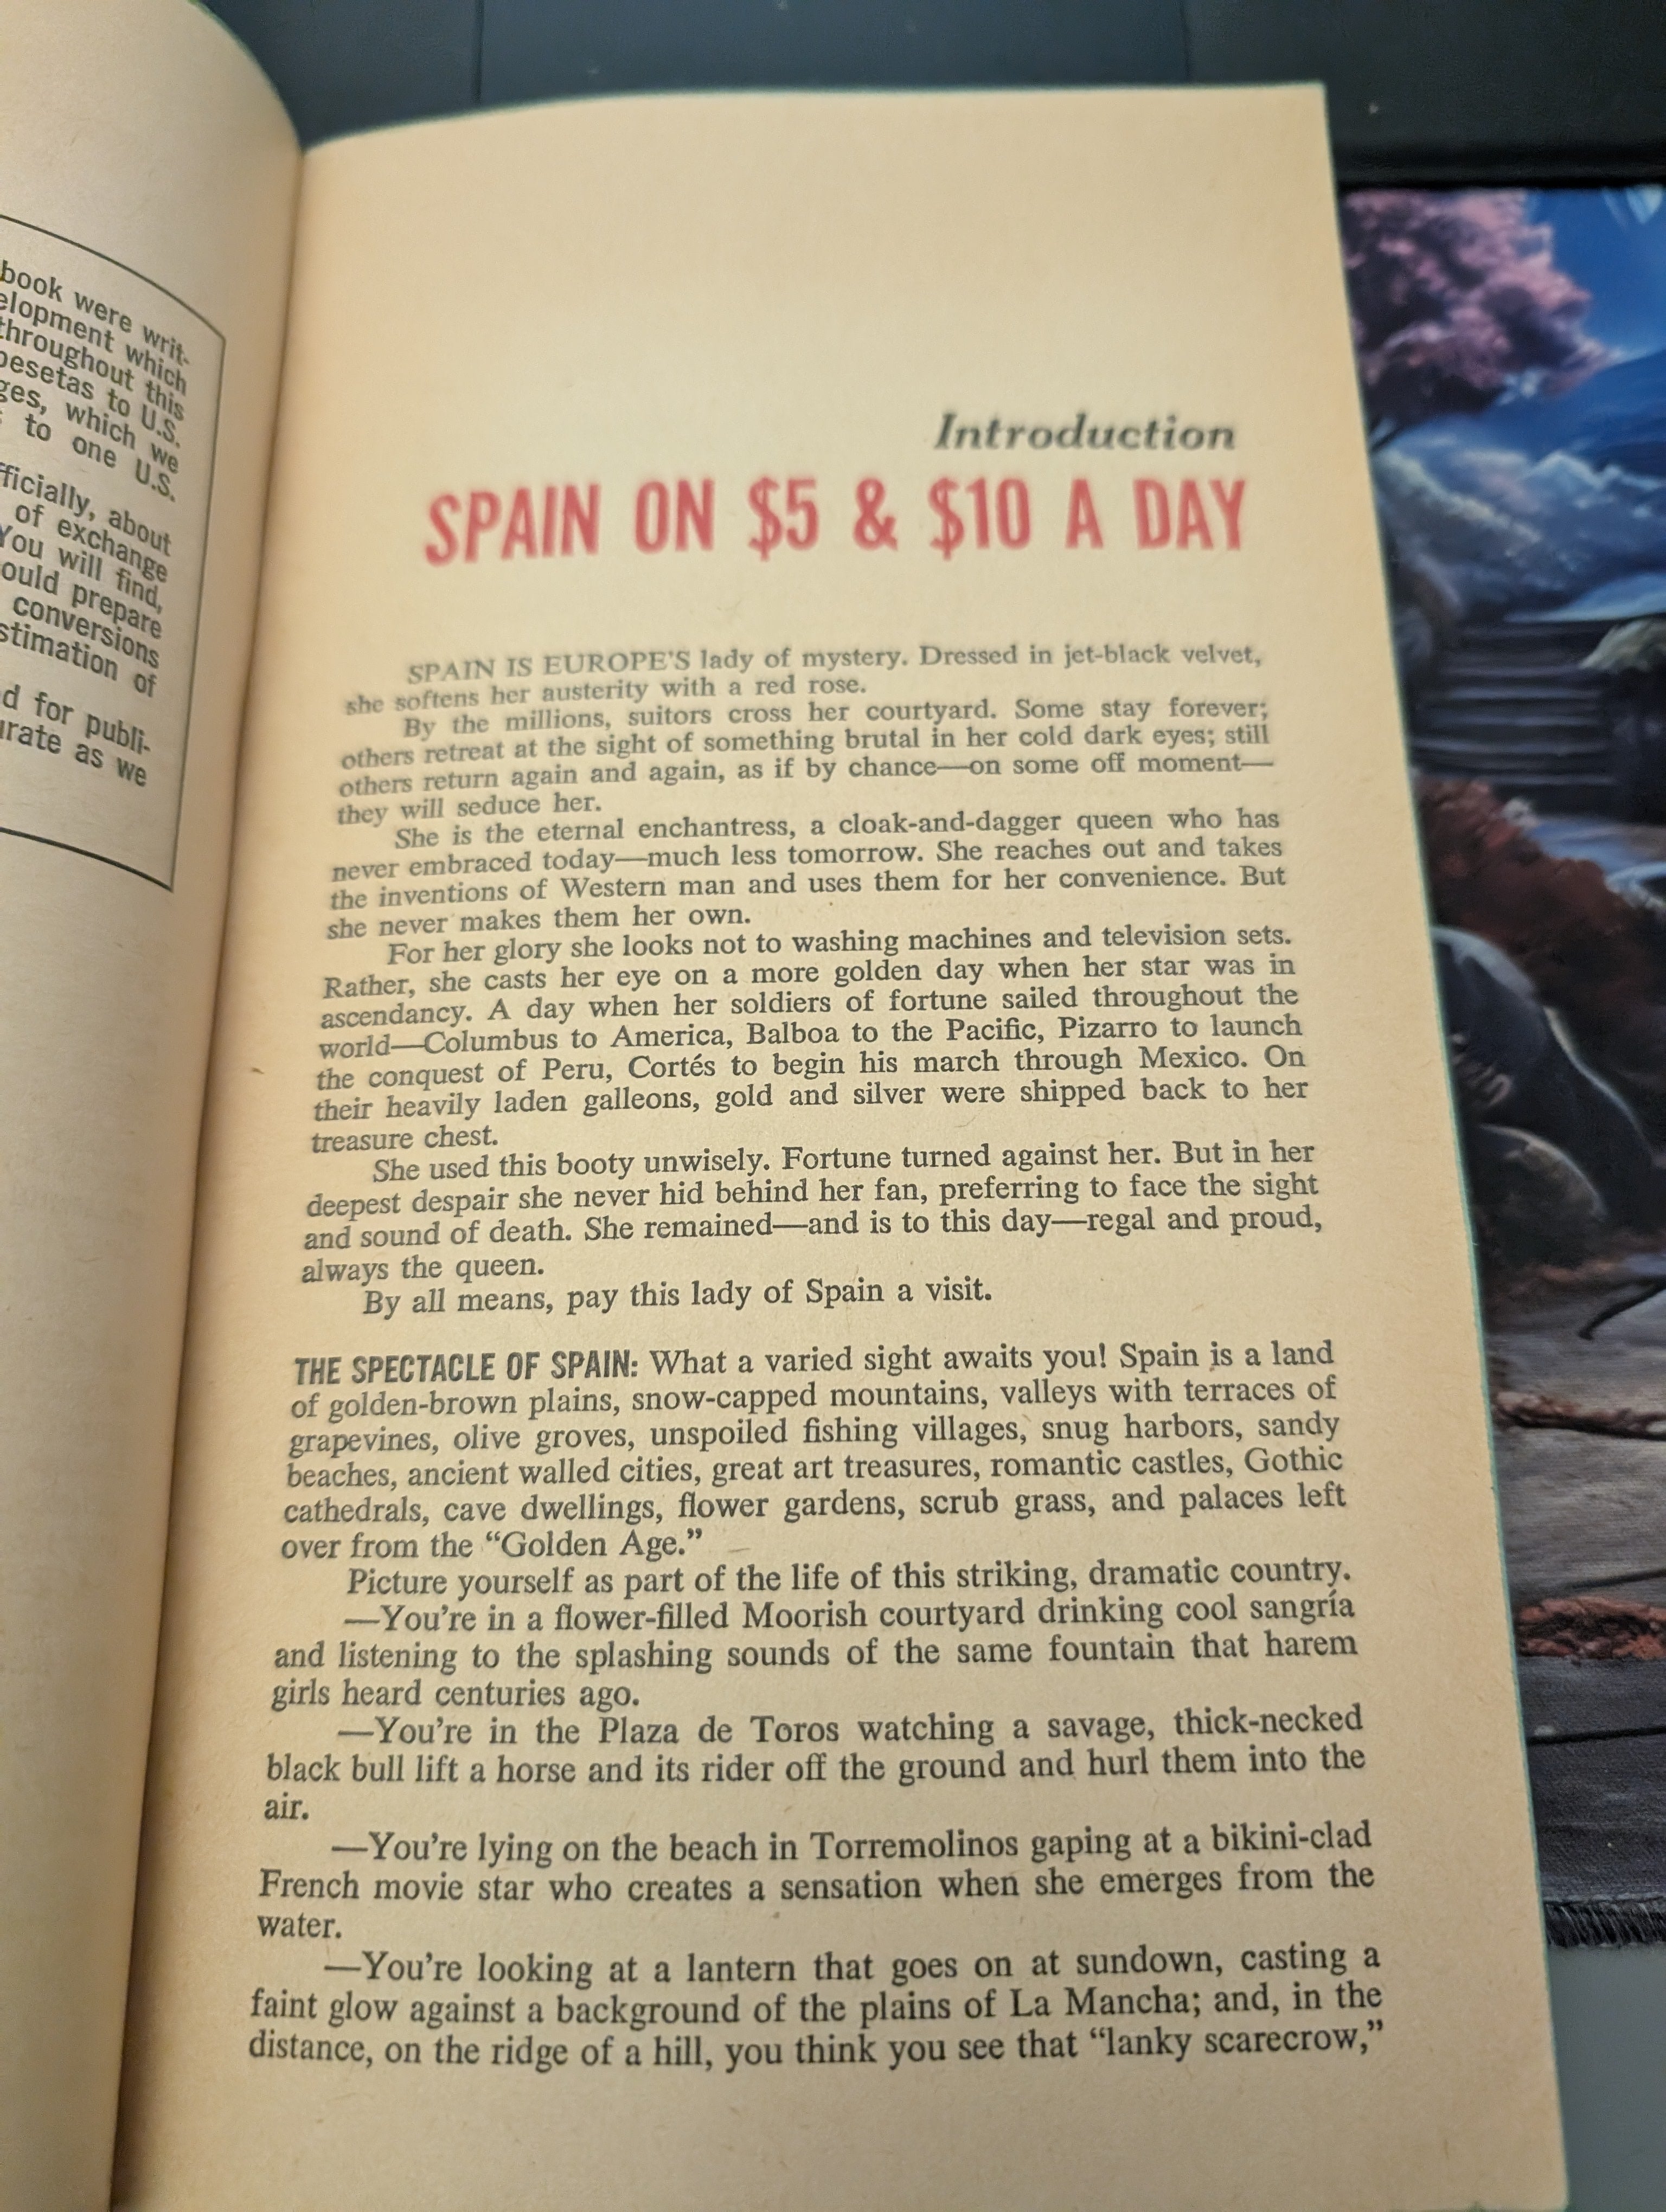 book were writ-
elopment which
throughout this
pesetas to U.S.
ges, which we
to one U.S.
fficially, about
of exchange
You will find,
ould prepare
conversions
stimation of
d for publi-
urate as we
Introduction
SPAIN ON $5 & $10 A DAY
SPAIN IS EUROPE'S lady of mystery. Dressed in jet-black velvet,
she softens her austerity with a red rose.
By the millions, suitors cross her courtyard. Some stay forever;
others retreat at the sight of something brutal in her cold dark eyes; still
others return again and again, as if by chance—on some off moment—
they will seduce her.
She is the eternal enchantress, a cloak-and-dagger queen who has
never embraced today—much less tomorrow. She reaches out and takes
the inventions of Western man and uses them for her convenience. But
she never makes them her own.
For her glory she looks not to washing machines and television sets.
Rather, she casts her eye on a more golden day when her star was in
ascendancy. A day when her soldiers of fortune sailed throughout the
world—Columbus to America, Balboa to the Pacific, Pizarro to launch
the conquest of Peru, Cortés to begin his march through Mexico. On
their heavily laden galleons, gold and silver were shipped back to her
treasure chest.
She used this booty unwisely. Fortune turned against her. But in her
deepest despair she never hid behind her fan, preferring to face the sight
and sound of death. She remained—and is to this day—regal and proud,
always the queen.
By all means, pay this lady of Spain a visit.
THE SPECTACLE OF SPAIN: What a varied sight awaits you! Spain is a land
of golden-brown plains, snow-capped mountains, valleys with terraces of
grapevines, olive groves, unspoiled fishing villages, snug harbors, sandy
beaches, ancient walled cities, great art treasures, romantic castles, Gothic
cathedrals, cave dwellings, flower gardens, scrub grass, and palaces left
over from the “Golden Age.”
Picture yourself as part of the life of this striking, dramatic country.
—You're in a flower-filled Moorish courtyard drinking cool sangría
and listening to the splashing sounds of the same fountain that harem
girls heard centuries ago.
—You're in the Plaza de Toros watching a savage, thick-necked
black bull lift a horse and its rider off the ground and hurl them into the
air.
—You're lying on the beach in Torremolinos gaping at a bikini-clad
French movie star who creates a sensation when she emerges from the
water.
—You're looking at a lantern that goes on at sundown, casting a
faint glow against a background of the plains of La Mancha; and, in the
distance, on the ridge of a hill, you think you see that “lanky scarecrow,”